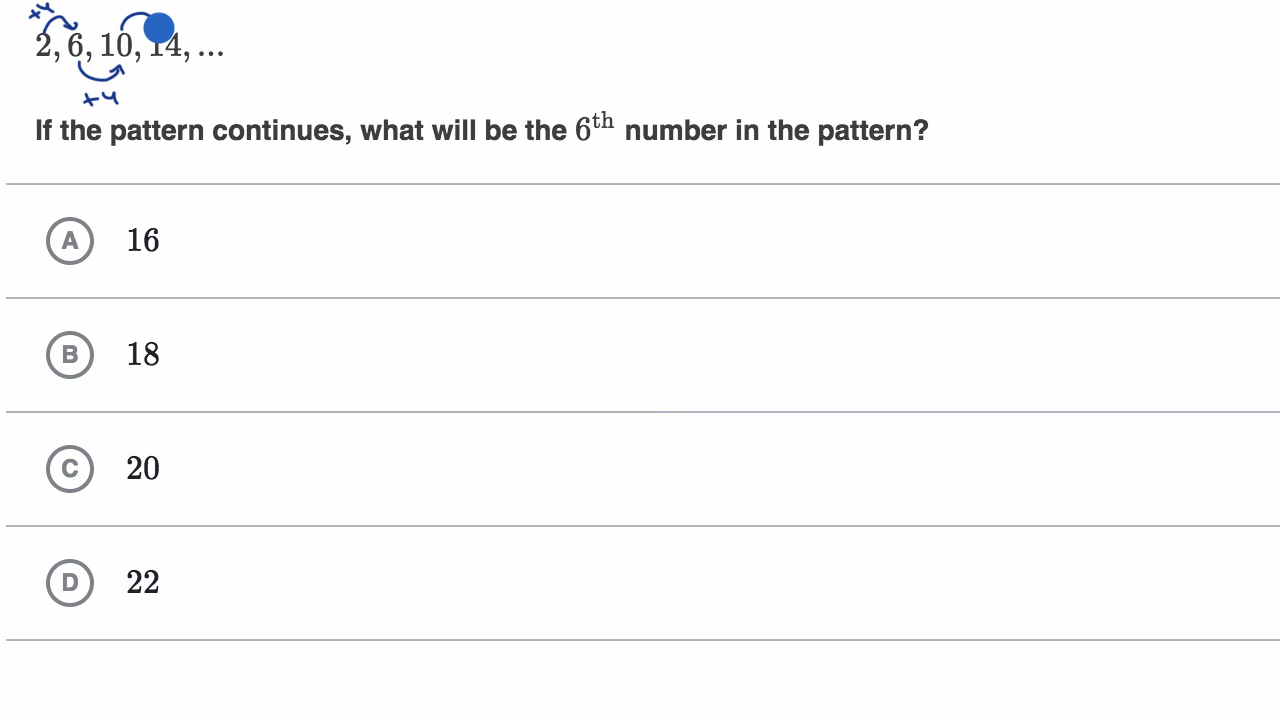 +4
2, 6, 10, 14, ...
+4
If the pattern continues, what will be the 6th number in the pattern?
A 16
B 18
C 20
D 22